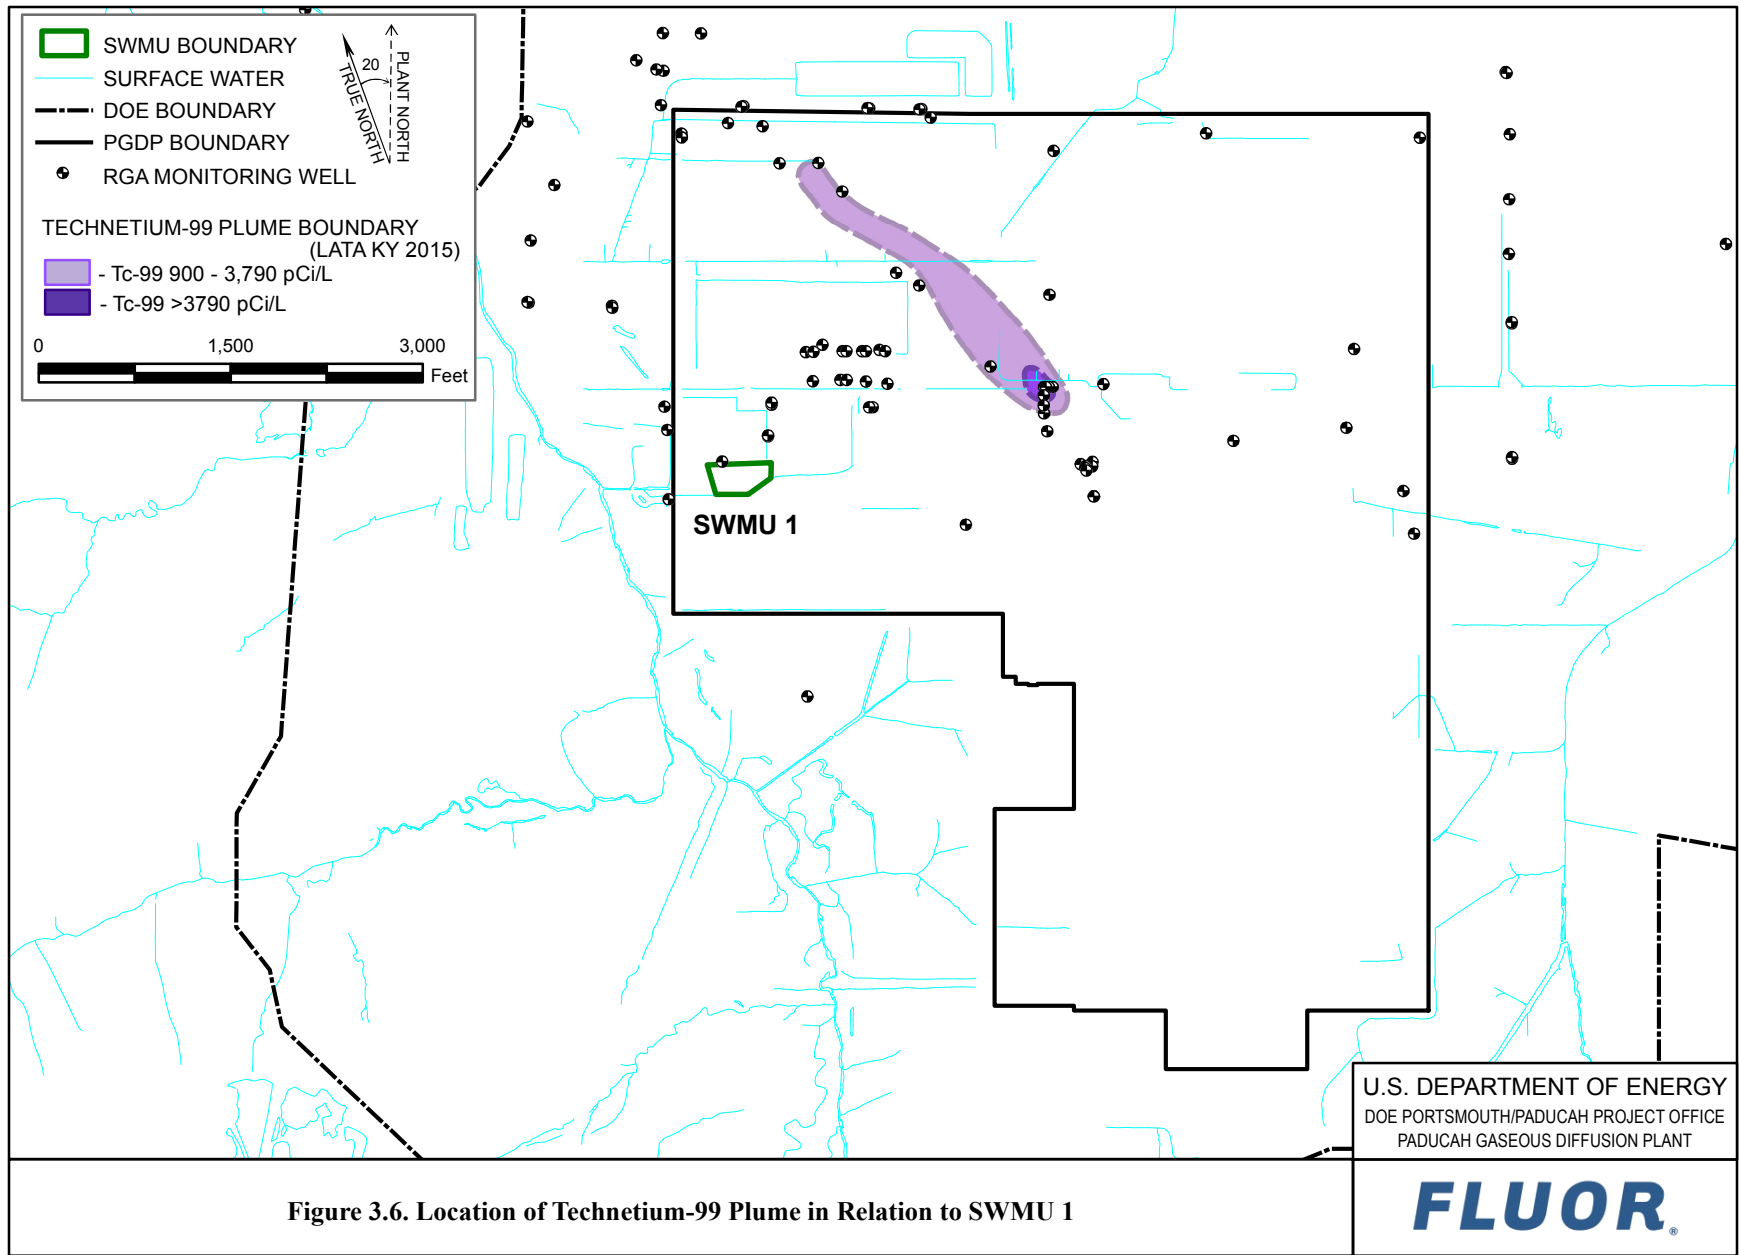 SWMU BOUNDARY
SURFACE WATER
DOE BOUNDARY
PGDP BOUNDARY
RGA MONITORING WELL
20
TRUE NORTH
PLANT NORTH
TECHNETIUM-99 PLUME BOUNDARY
(LATA KY 2015)
- Tc-99 900 - 3,790 pCi/L
- Tc-99 >3790 pCi/L
0 1,500 3,000
Feet
SWMU 1
U.S. DEPARTMENT OF ENERGY
DOE PORTSMOUTH/PADUCAH PROJECT OFFICE
PADUCAH GASEOUS DIFFUSION PLANT
Figure 3.6. Location of Technetium-99 Plume in Relation to SWMU 1
FLUOR®